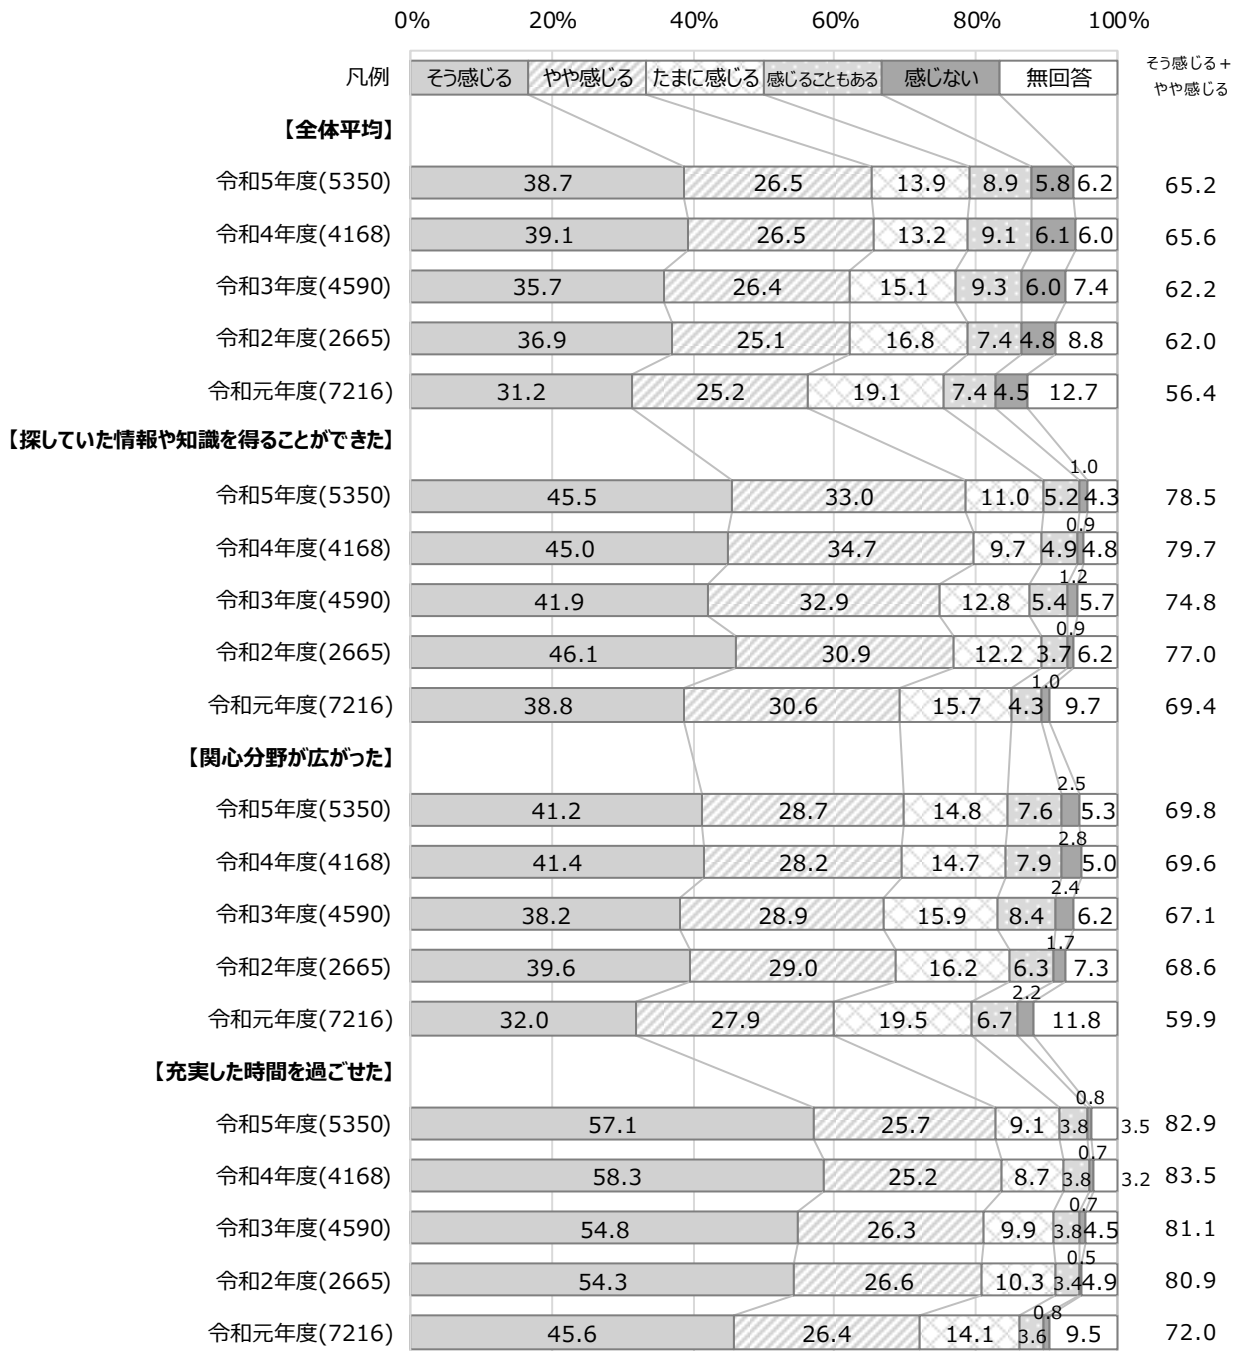 0% 20% 40% 60% 80% 100%
凡例 そう感じる やや感じる たまに感じる 感じることもある 感じない 無回答 そう感じる+
やや感じる
【全体平均】
令和5年度(5350) 38.7 26.5 13.9 8.9 5.8 6.2 65.2
令和4年度(4168) 39.1 26.5 13.2 9.1 6.1 6.0 65.6
令和3年度(4590) 35.7 26.4 15.1 9.3 6.0 7.4 62.2
令和2年度(2665) 36.9 25.1 16.8 7.4 4.8 8.8 62.0
令和元年度(7216) 31.2 25.2 19.1 7.4 4.5 12.7 56.4
【探していた情報や知識を得ることができた】
令和5年度(5350) 45.5 33.0 11.0 5.2 1.0 4.3 78.5
令和4年度(4168) 45.0 34.7 9.7 4.9 0.9 4.8 79.7
令和3年度(4590) 41.9 32.9 12.8 5.4 1.2 5.7 74.8
令和2年度(2665) 46.1 30.9 12.2 3.7 0.9 6.2 77.0
令和元年度(7216) 38.8 30.6 15.7 4.3 1.0 9.7 69.4
【関心分野が広がった】
令和5年度(5350) 41.2 28.7 14.8 7.6 2.5 5.3 69.8
令和4年度(4168) 41.4 28.2 14.7 7.9 2.8 5.0 69.6
令和3年度(4590) 38.2 28.9 15.9 8.4 2.4 6.2 67.1
令和2年度(2665) 39.6 29.0 16.2 6.3 1.7 7.3 68.6
令和元年度(7216) 32.0 27.9 19.5 6.7 2.2 11.8 59.9
【充実した時間を過ごせた】
令和5年度(5350) 57.1 25.7 9.1 3.8 0.8 3.5 82.9
令和4年度(4168) 58.3 25.2 8.7 3.8 0.7 3.2 83.5
令和3年度(4590) 54.8 26.3 9.9 3.8 0.7 4.5 81.1
令和2年度(2665) 54.3 26.6 10.3 3.4 0.5 4.9 80.9
令和元年度(7216) 45.6 26.4 14.1 3.6 0.8 9.5 72.0